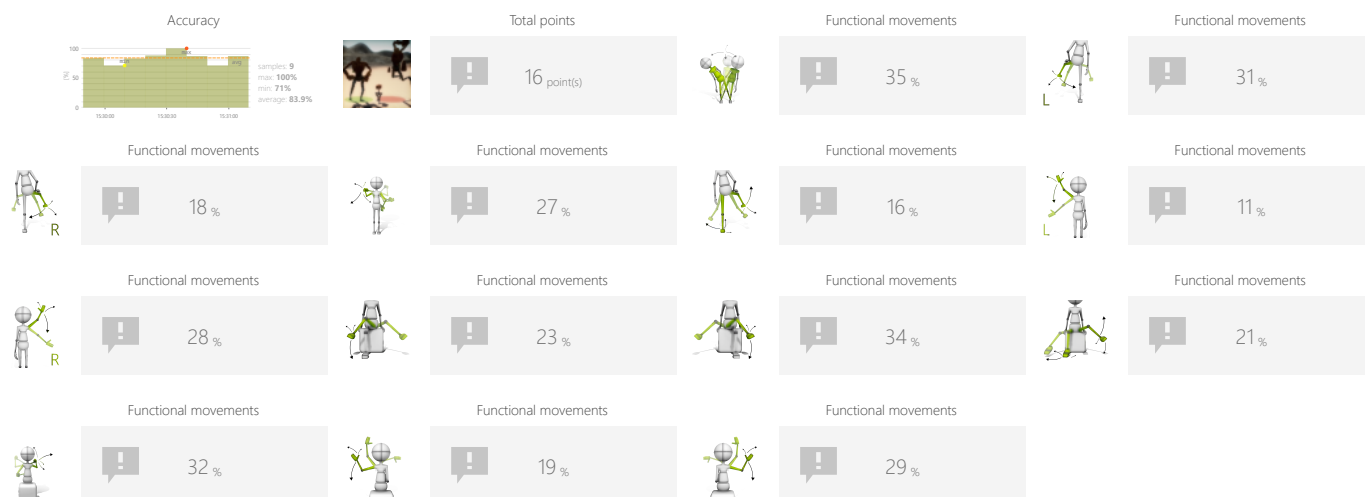 Accuracy
100
50
0
[%]
max
min
avg
15:30:00
15:30:30
15:31:00
samples: 9
max: 100%
min: 71%
average: 83.9%
Total points
16 point(s)
Functional movements
35 %
Functional movements
L
31 %
Functional movements
R
18 %
Functional movements
27 %
Functional movements
16 %
Functional movements
L
11 %
Functional movements
R
28 %
Functional movements
23 %
Functional movements
34 %
Functional movements
21 %
Functional movements
32 %
Functional movements
19 %
Functional movements
29 %